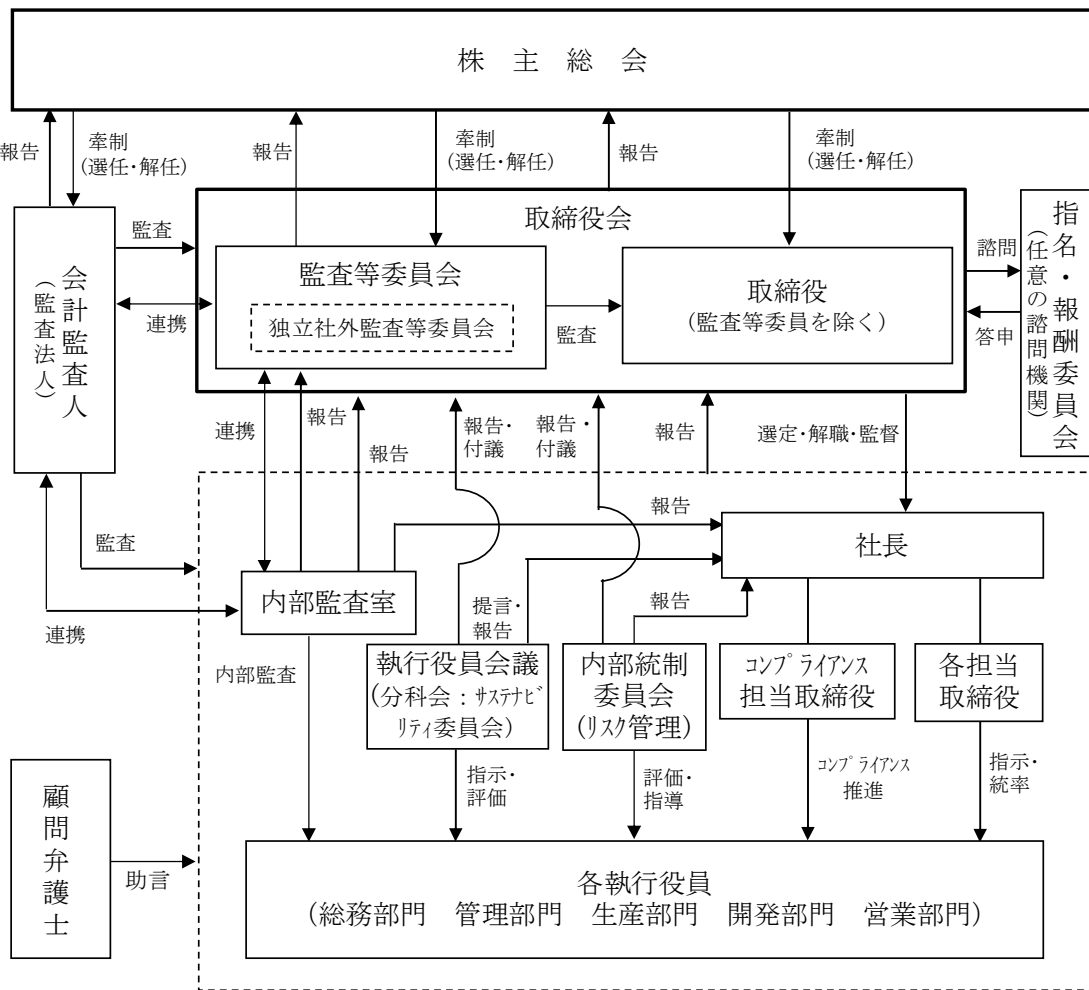 株主総会
報告
牽制
(選任・解任)
報告
牽制
(選任・解任)
報告
牽制
(選任・解任)
取締役会
会計監査人
(監査法人)
監査
連携
監査等委員会
独立社外監査等委員会
監査
取締役
(監査等委員を除く)
諮問
答申
指名・報酬委員会
(任意の諮問機関)
連携
報告
報告
報告・
付議
報告・
付議
報告
選定・解職・監督
監査
連携
報告
社長
内部監査室
提言・
報告
報告
内部監査
執行役員会議
(分科会：ｻｽﾃﾅﾋﾞ
ﾘﾃｨ委員会)
内部統制
委員会
(ﾘｽｸ管理)
ｺﾝﾌﾟﾗｲｱﾝｽ
担当取締役
各担当
取締役
指示・
評価
評価・
指導
ｺﾝﾌﾟﾗｲｱﾝｽ
推進
指示・
統率
顧問弁護士
助言
各執行役員
(総務部門　管理部門　生産部門　開発部門　営業部門)